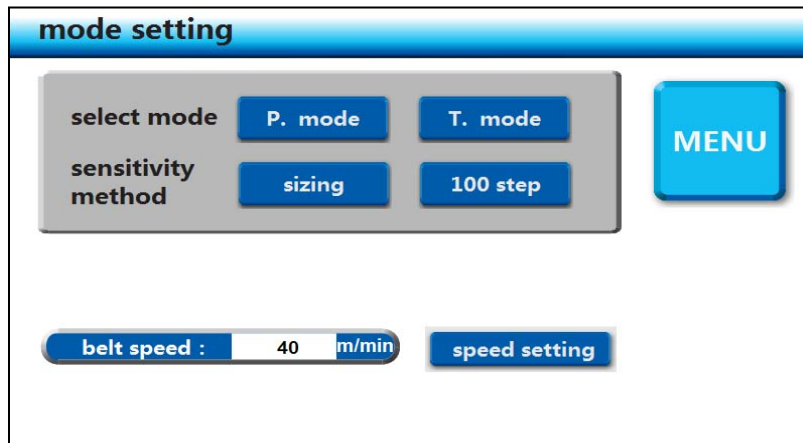 mode setting
select mode P. mode T. mode
MENU
sensitivity
method
sizing 100 step
belt speed : 40 m/min speed setting